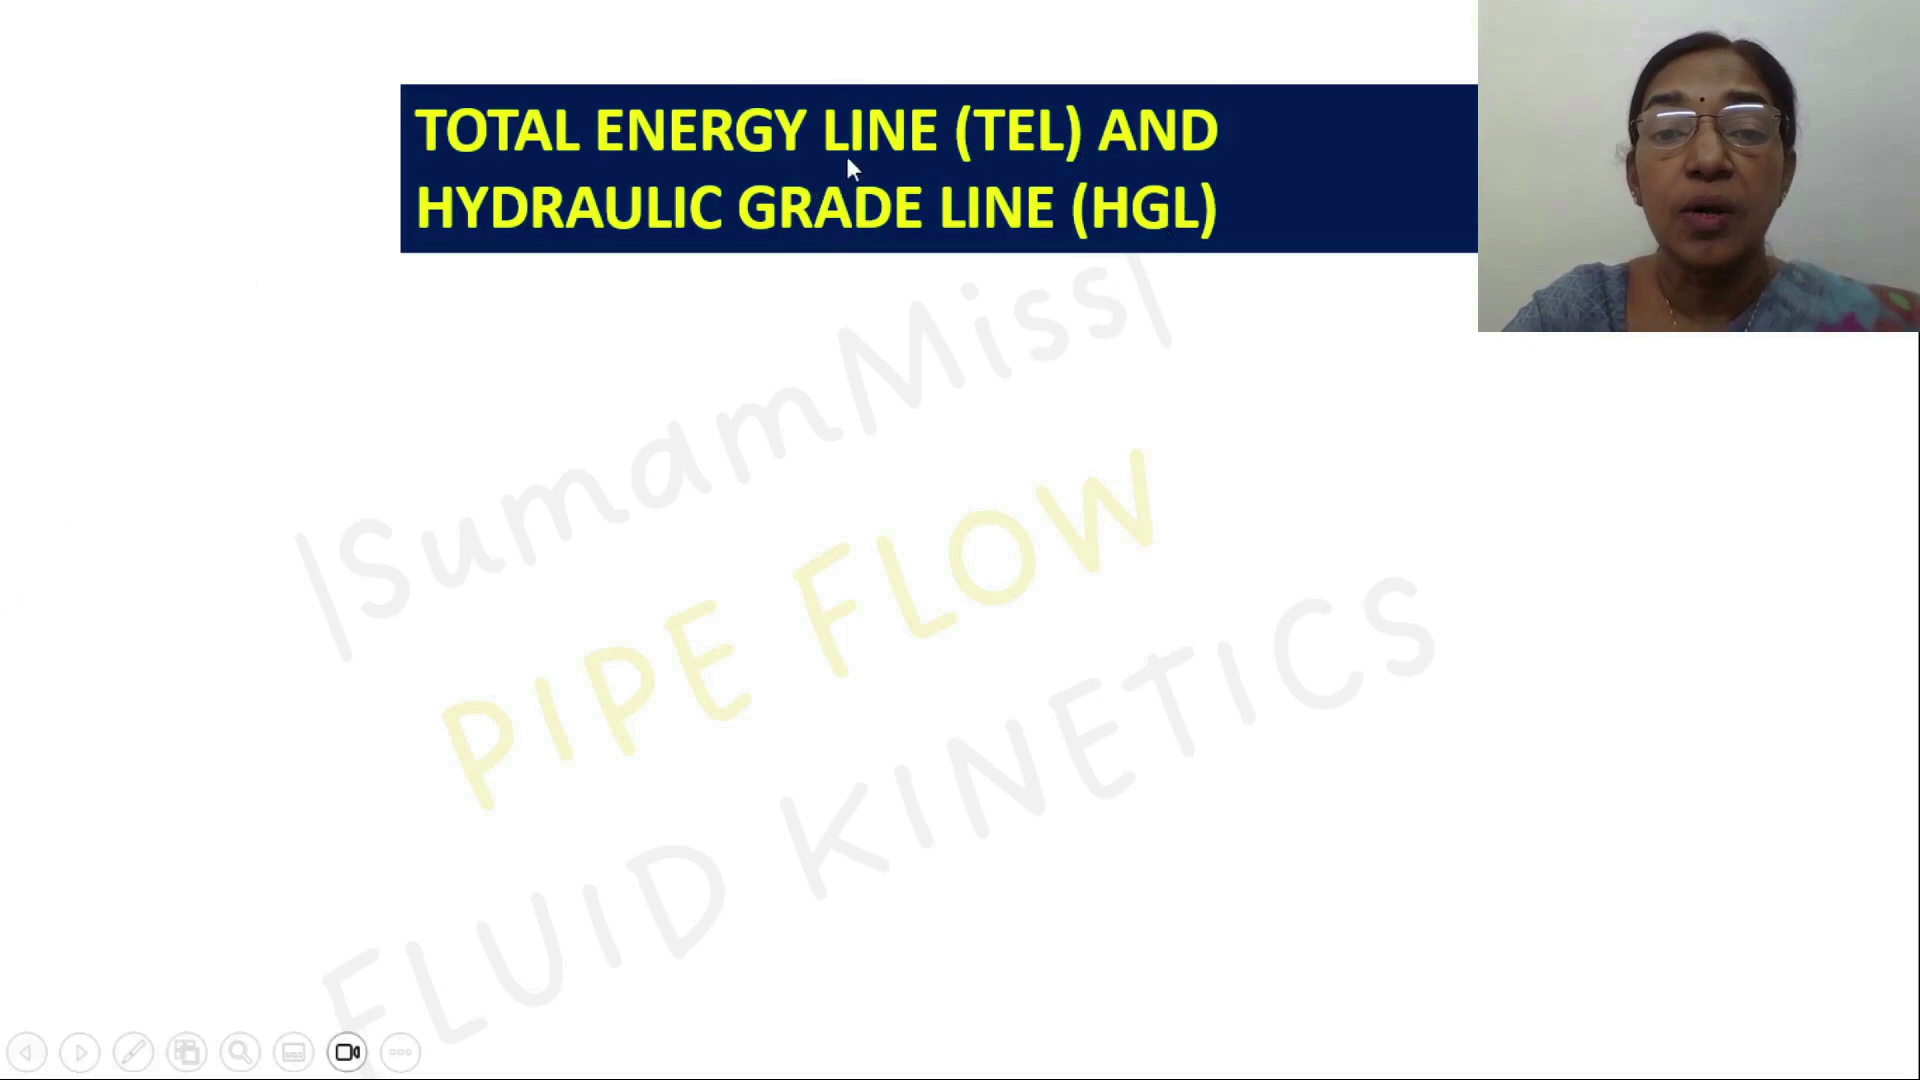 TOTAL ENERGY LINE (TEL) AND
HYDRAULIC GRADE LINE (HGL)
|SumamMiss|
PIPE FLOW
FLUID KINETICS